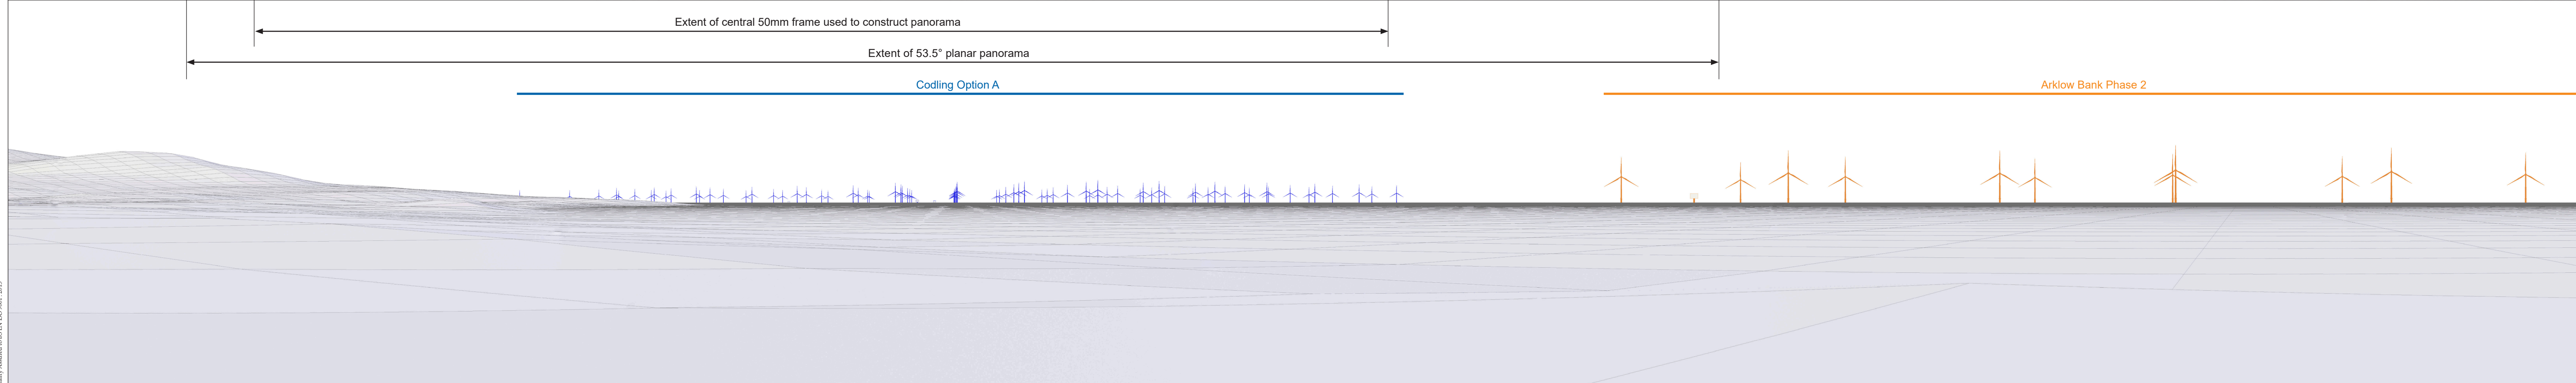 Extent of central 50mm frame used to construct panorama
Extent of 53.5° planar panorama
Codling Option A
Arklow Bank Phase 2